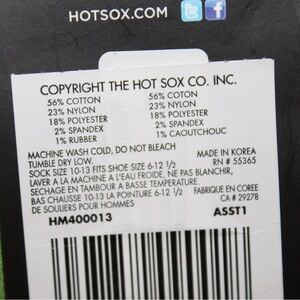 HOTSOX.COM
COPYRIGHT THE HOT SOX CO. INC.
56% COTTON 56% COTTON
23% NYLON 23% NYLON
18% POLYESTER 18% POLYESTER
2% SPANDEX 2% SPANDEX
1% RUBBER 1% CAOUTCHOUC
MACHINE WASH COLD, DO NOT BLEACH
TUMBLE DRY LOW. MADE IN KOREA
SOCK SIZE 10-13 FITS SHOE SIZE 6-12 1/2 RN # 55365
LAVER A LA MACHINE A L'EAU FROIDE, NE PAS BLANCHIR,
SECHAGE EN TAMBOUR A BASSE TEMPERATURE.
BAS CHAUSSURE 10-13 LA POINTURE 6-12 1/2 FABRIQUE EN COREE
DE SOULIERS POUR HOMMES CA # 29278
HM400013 ASST1